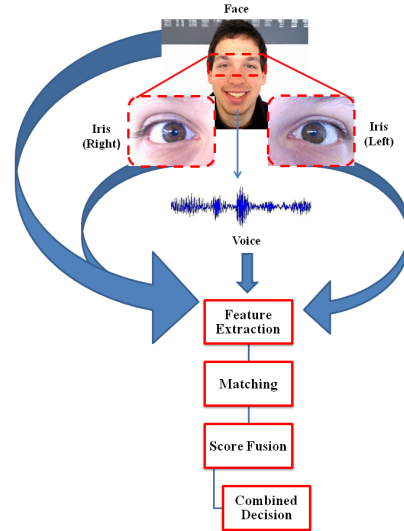 Face
Iris
(Right)
Iris
(Left)
Voice
Feature
Extraction
Matching
Score Fusion
Combined
Decision